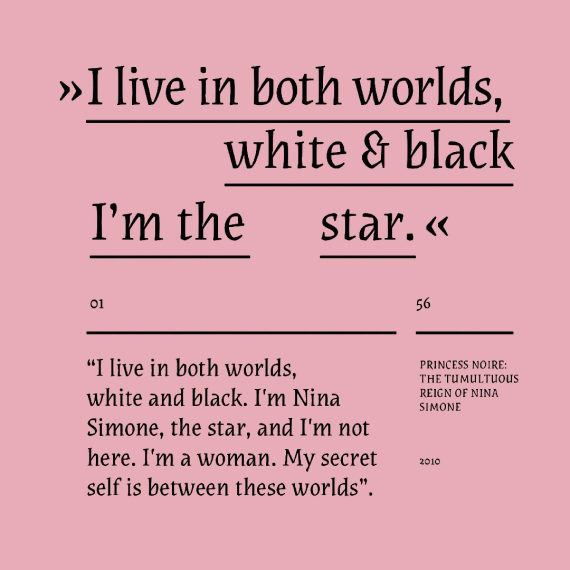 »I live in both worlds,
white & black
I'm the star.«
01
56
“I live in both worlds,
white and black. I'm Nina
Simone, the star, and I'm not
here. I'm a woman. My secret
self is between these worlds”.
PRINCESS NOIRE:
THE TUMULTUOUS
REIGN OF NINA
SIMONE
2010